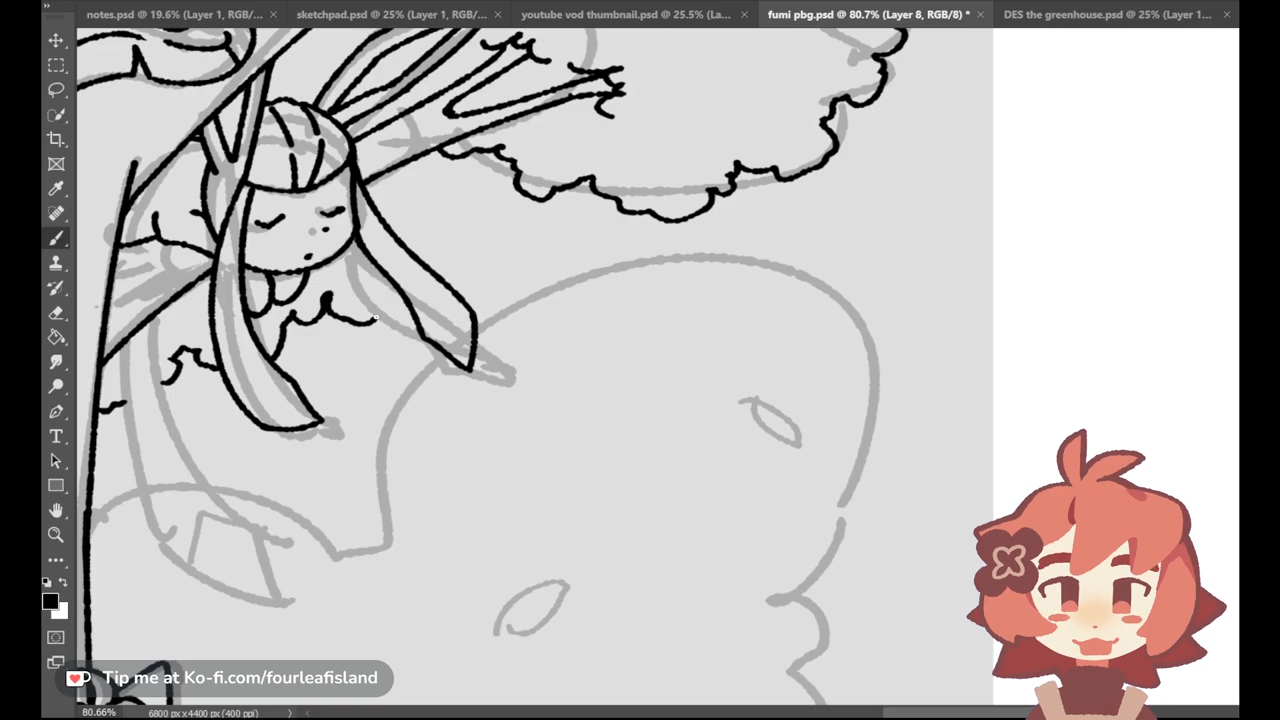 notes.psd @ 19.6% (Layer 1, RGB/... ×
sketchpad.psd @ 25% (Layer 1, RGB/... ×
youtube vod thumbnail.psd @ 25.5% (La... ×
fumi pbg.psd @ 80.7% (Layer 8, RGB/8) * ×
DES the greenhouse.psd @ 25% (Layer 1... ×
Tip me at Ko-fi.com/fourleafisland
80.66% 6800 px x 4400 px (400 ppi)